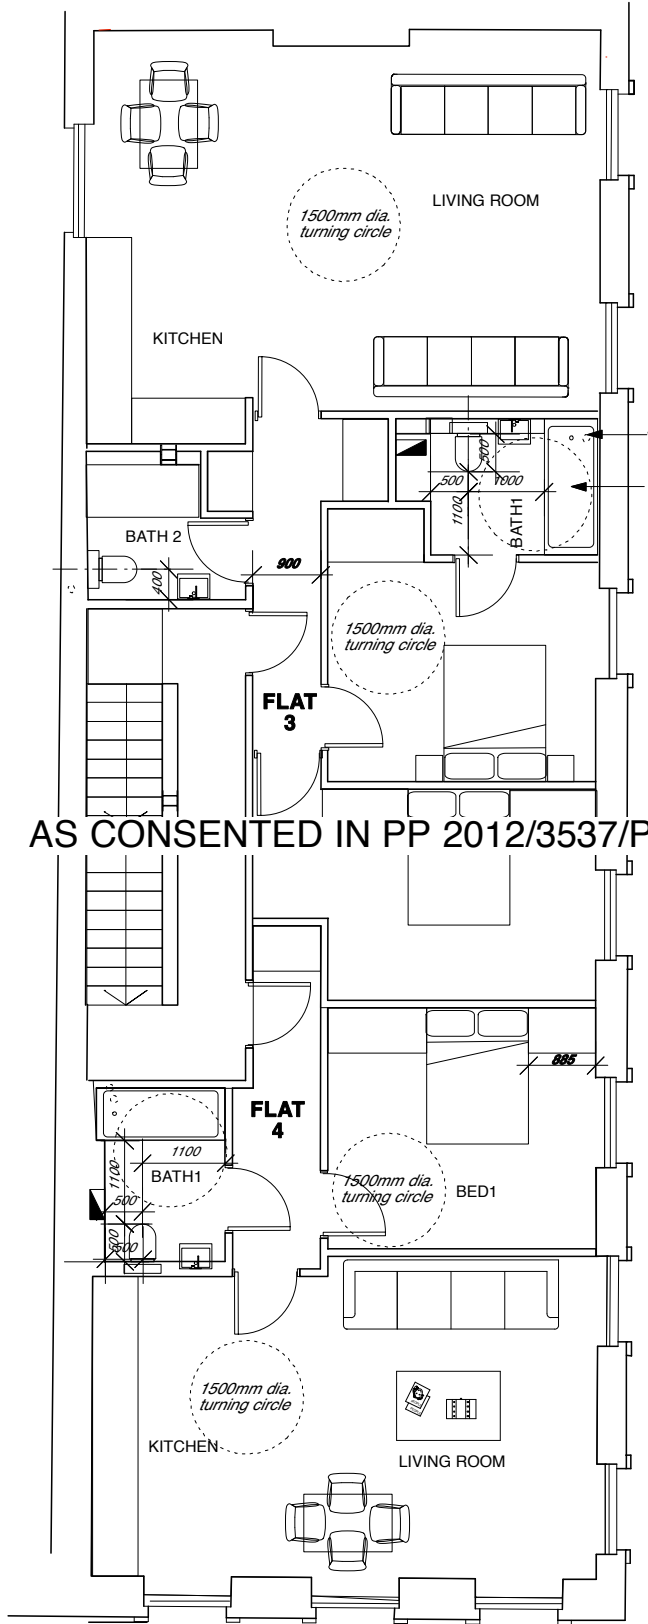 LIVING ROOM
1500mm dia.
turning circle
KITCHEN
500
500
1000
1100
BATH1
BATH 2
900
400
1500mm dia.
turning circle
FLAT
3
AS CONSENTED IN PP 2012/3537/P
885
FLAT
4
1100
1100
BATH1
500
500
500
1500mm dia.
turning circle
BED1
1500mm dia.
turning circle
KITCHEN
LIVING ROOM